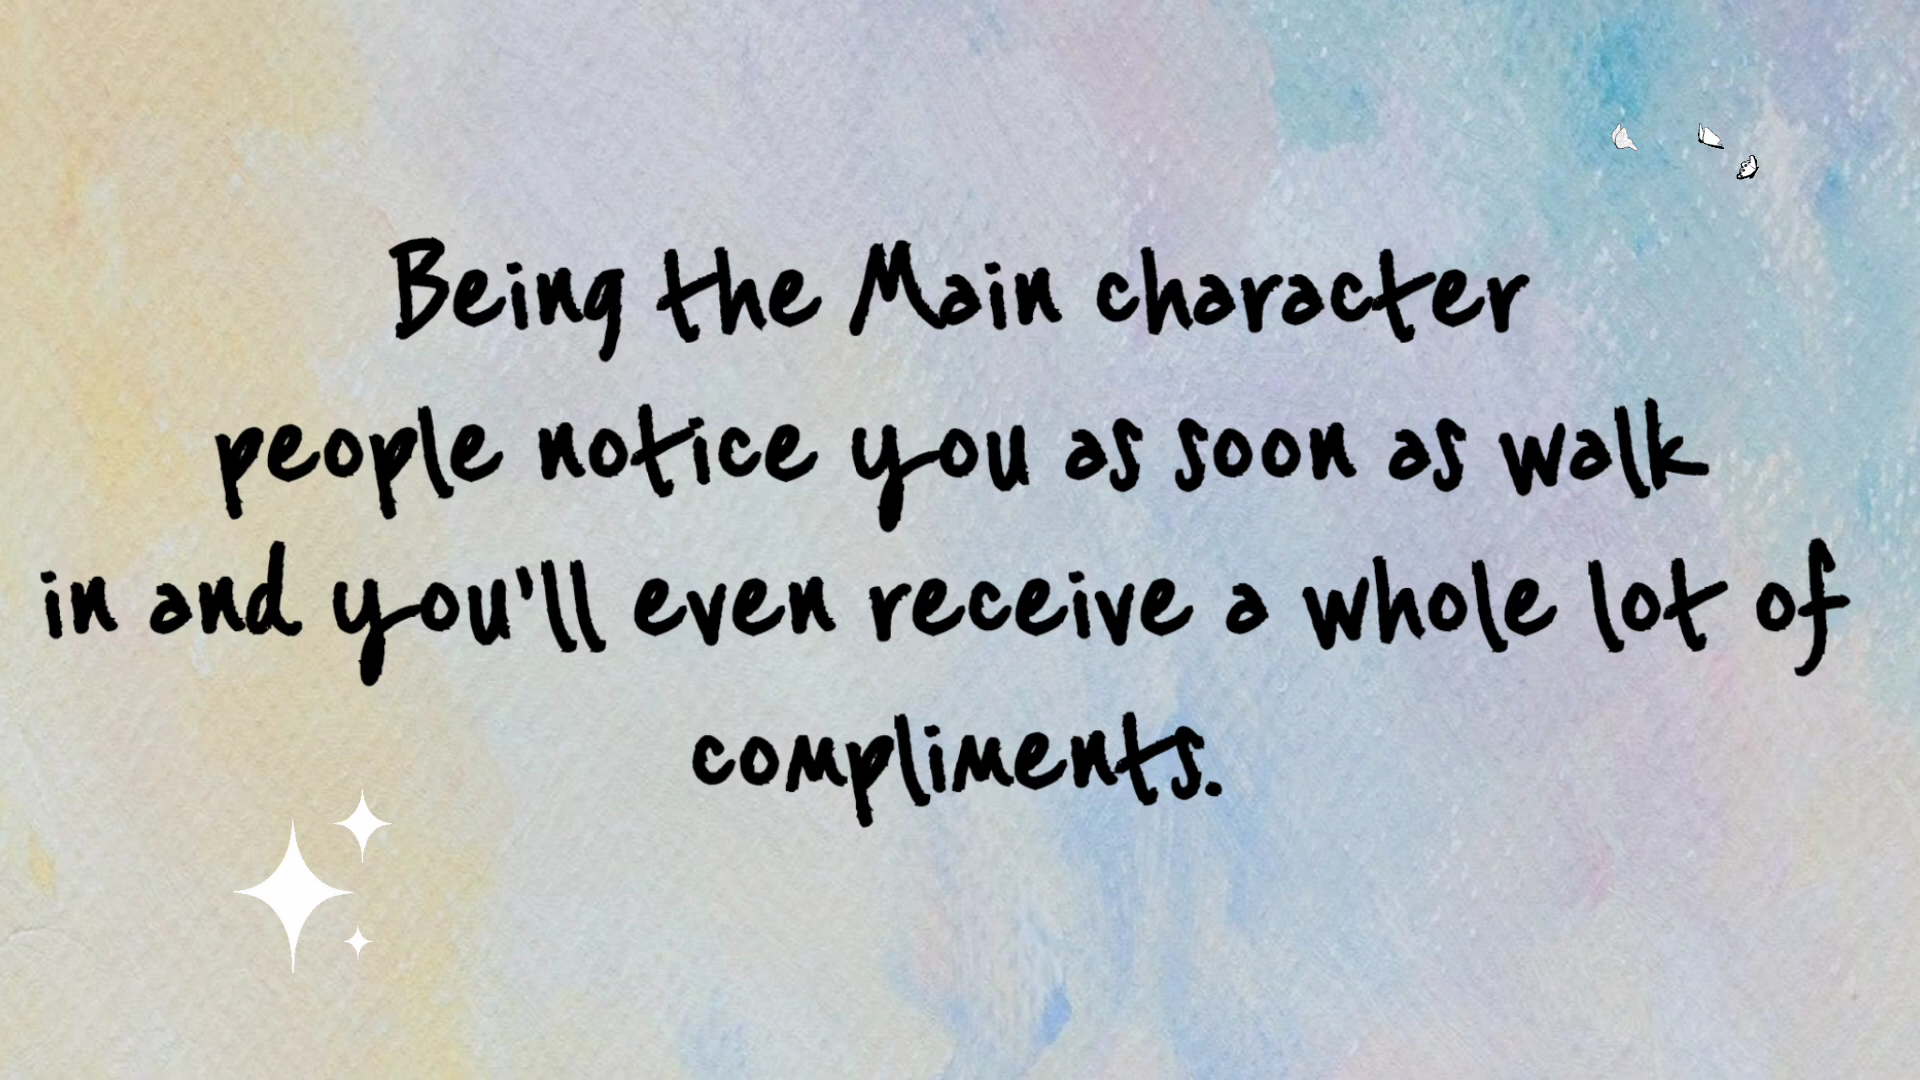 Being the Main character
people notice you as soon as walk
in and you'll even receive a whole lot of
compliments.